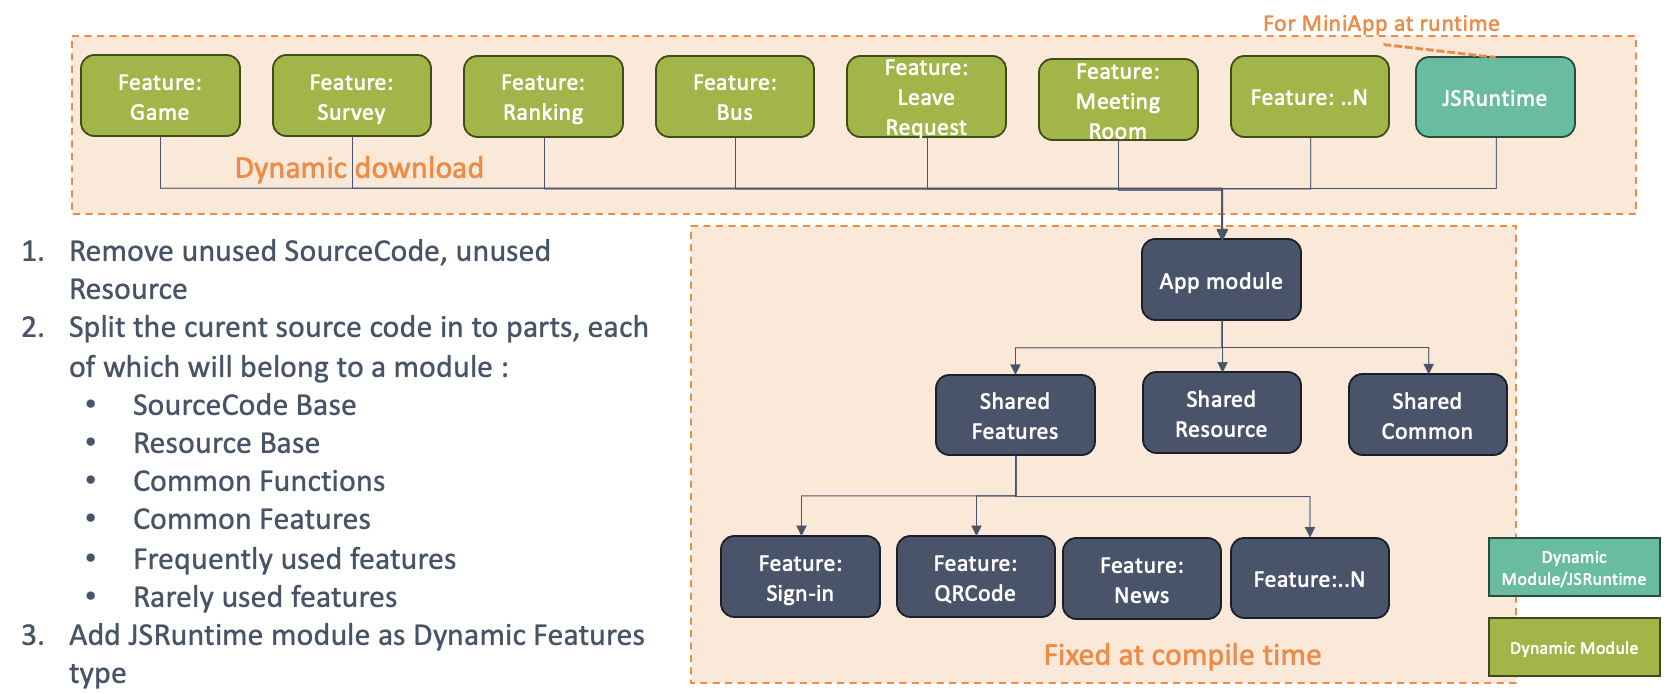 For MiniApp at runtime
Feature:
Game
Feature:
Survey
Feature:
Ranking
Feature:
Bus
Feature:
Leave
Request
Feature:
Meeting
Room
Feature: ..N
JSRuntime
Dynamic download
1. Remove unused SourceCode, unused
Resource
2. Split the curent source code in to parts, each
of which will belong to a module :
• SourceCode Base
• Resource Base
• Common Functions
• Common Features
• Frequently used features
• Rarely used features
3. Add JSRuntime module as Dynamic Features
type
App module
Shared
Features
Shared
Resource
Shared
Common
Feature:
Sign-in
Feature:
QRCode
Feature:
News
Feature:..N
Fixed at compile time
Dynamic
Module/JSRuntime
Dynamic Module